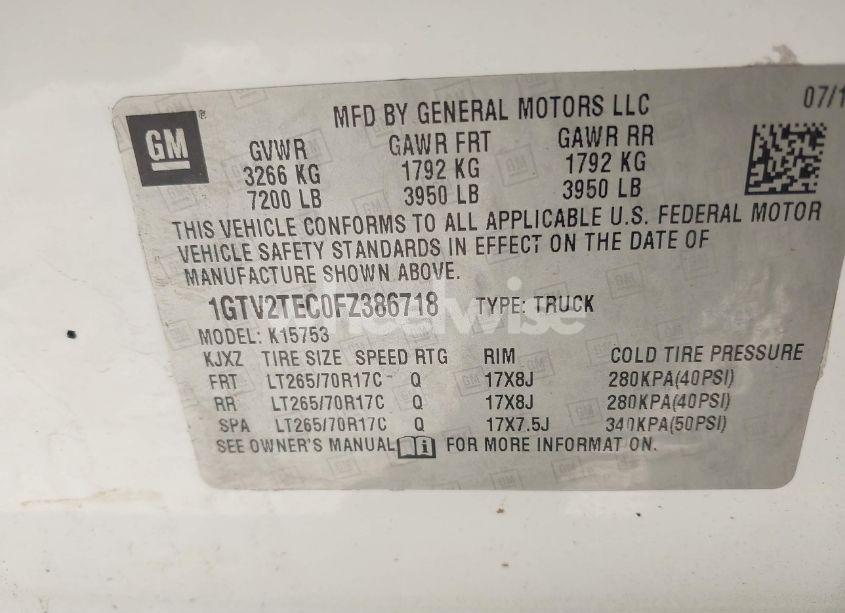 GM
®
MFD BY GENERAL MOTORS LLC
07/1
GVWR GAWR FRT GAWR RR
3266 KG 1792 KG 1792 KG
7200 LB 3950 LB 3950 LB
THIS VEHICLE CONFORMS TO ALL APPLICABLE U.S. FEDERAL MOTOR
VEHICLE SAFETY STANDARDS IN EFFECT ON THE DATE OF
MANUFACTURE SHOWN ABOVE.
1GTV2TEC0FZ386718 TYPE: TRUCK
MODEL: K15753
KJXZ TIRE SIZE SPEED RTG RIM COLD TIRE PRESSURE
FRT LT265/70R17C Q 17X8J 280KPA(40PSI)
RR LT265/70R17C Q 17X8J 280KPA(40PSI)
SPA LT265/70R17C Q 17X7.5J 340KPA(50PSI)
SEE OWNER'S MANUAL i FOR MORE INFORMATION.